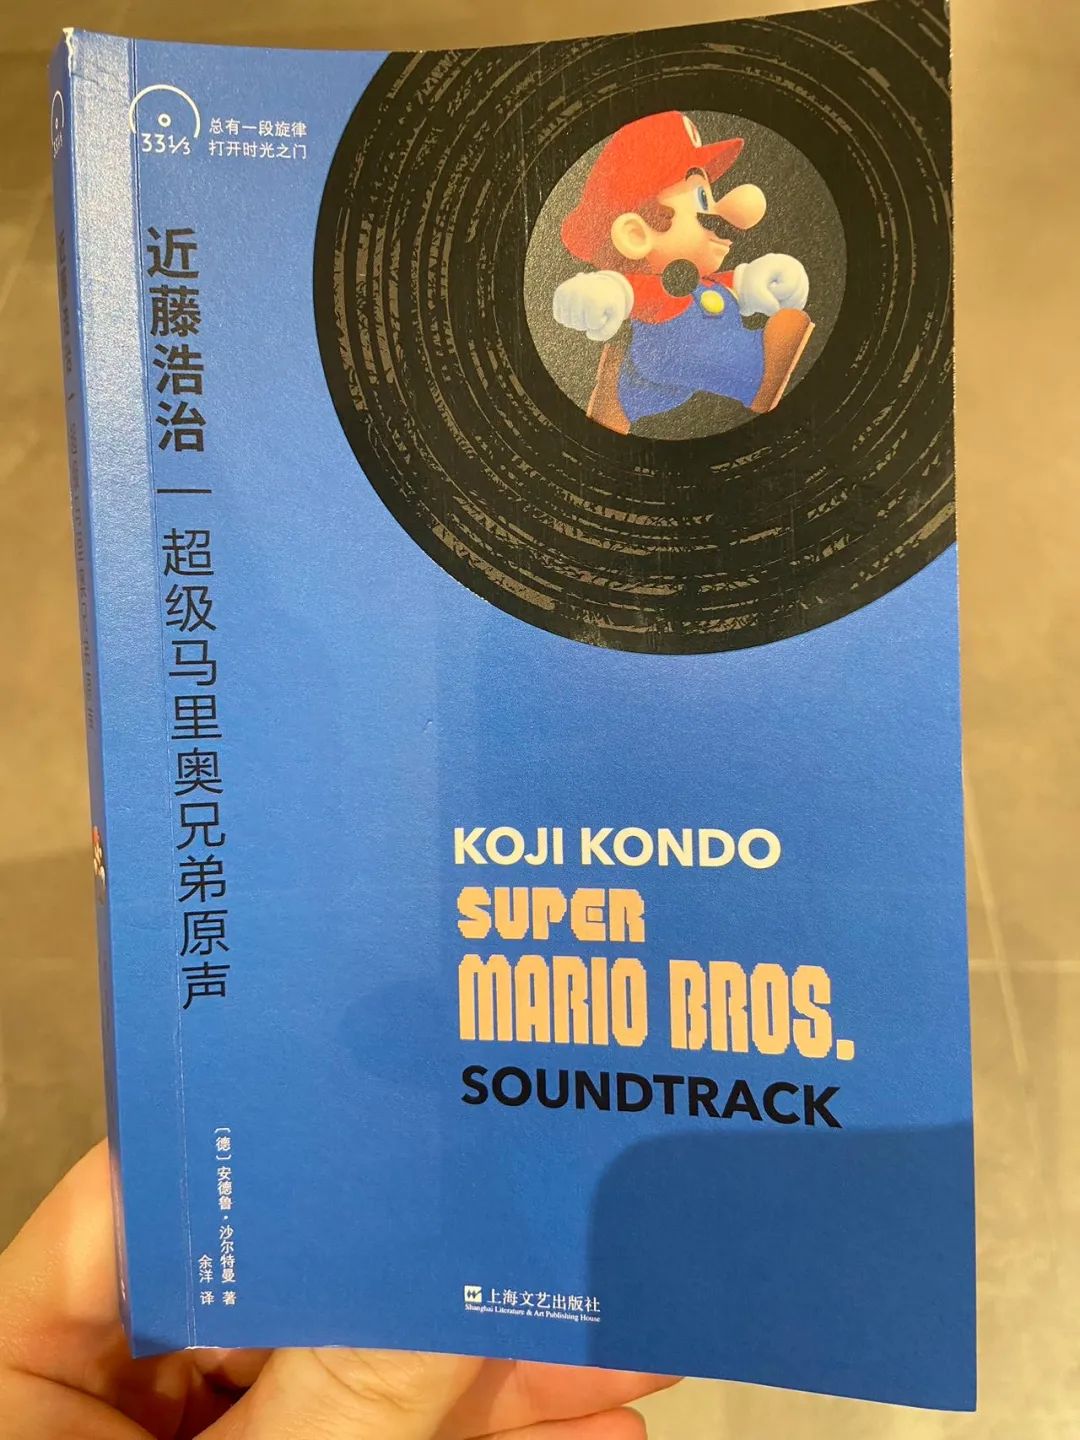 33⅓
总有一段旋律
打开时光之门
近藤浩治 | 超级马里奥兄弟原声
KOJI KONDO
SUPER
MARIO BROS.
SOUNDTRACK
〔德〕安德鲁·沙尔特曼 著
余洋 译
上海文艺出版社
Shanghai Literature & Art Publishing House